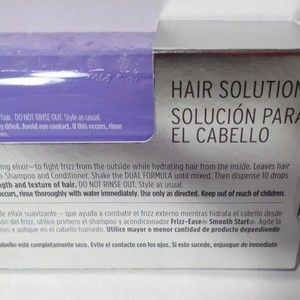 hair. DO NOT RINSE OUT. Style as usual.
y dried. Avoid eye contact. If this occurs, rinse
HAIR SOLUTION
SOLUCIÓN PARA
EL CABELLO
ing elixir—to fight frizz from the outside while hydrating hair from the inside. Leaves hair
Shampoo and Conditioner. Shake the DUAL FORMULA until mixed. Then dispense 10 drops
ngth and texture of hair. DO NOT RINSE OUT. Style as usual.
occurs, rinse thoroughly with water immediately. Use only as directed. Keep out of reach of children.
de elixir suavizante – que ayuda a combatir el frizz externo mientras hidrata el cabello desde
ión del frizz, utilice primero el shampoo y acondicionador Frizz-Ease® Smooth Start®. Agite la
minos, y aplique en el cabello húmedo. Utilice mayor o menor cantidad de producto dependiendo
cabello esté completamente seco. Evite el contacto con los ojos. Si esto sucede, enjuague de inmediato